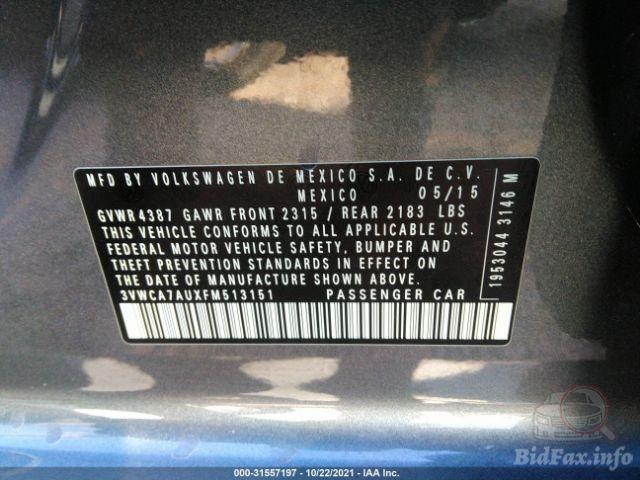 MFD BY VOLKSWAGEN DE MEXICO S.A. DE C.V.
MEXICO 05/15
GVWR4387 GAWR FRONT 2315 / REAR 2183 LBS
THIS VEHICLE CONFORMS TO ALL APPLICABLE U.S.
FEDERAL MOTOR VEHICLE SAFETY, BUMPER AND
THEFT PREVENTION STANDARDS IN EFFECT ON
THE DATE OF MANUFACTURE SHOWN ABOVE.
3VWCA7AUXFM513151 PASSENGER CAR
1953044 3146 M
BidFax.info
000-31557197 - 10/22/2021 - IAA Inc.